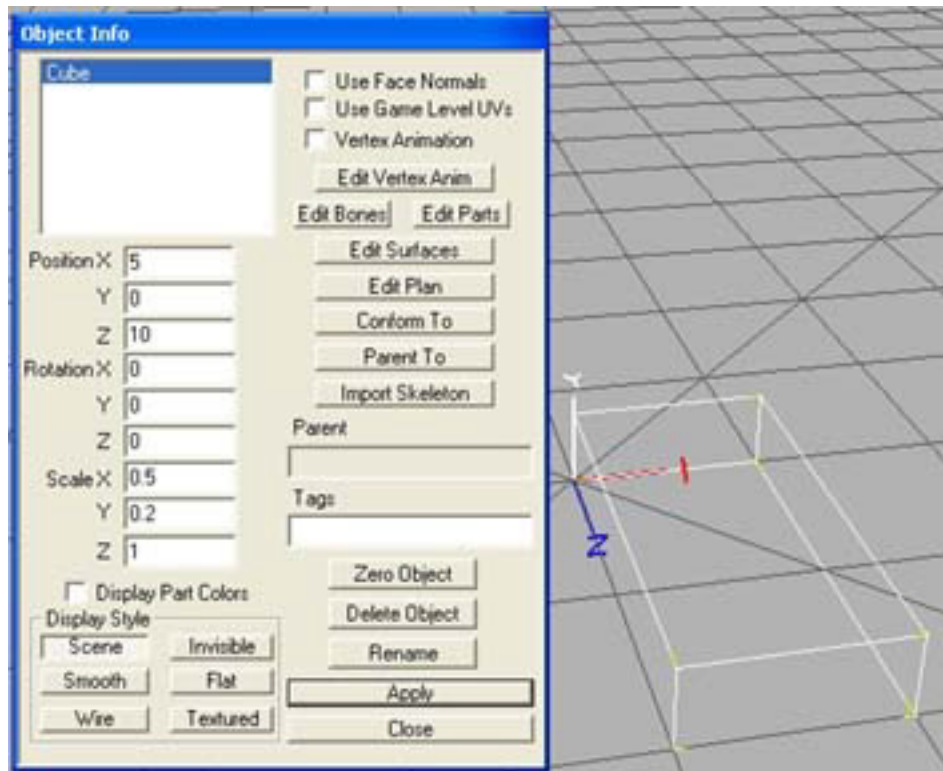 Object Info
Cube
Use Face Normals
Use Game Level UVs
Vertex Animation
Edit Vertex Anim
Edit Bones
Edit Parts
Edit Surfaces
Edit Plan
Conform To
Parent To
Import Skeleton
Position X 5
Y 0
Z 10
Rotation X 0
Y 0
Z 0
Scale X 0.5
Y 0.2
Z 1
Parent
Tags
Display Part Colors
Display Style
Scene
Invisible
Smooth
Flat
Wire
Textured
Zero Object
Delete Object
Rename
Apply
Close
Y
Z